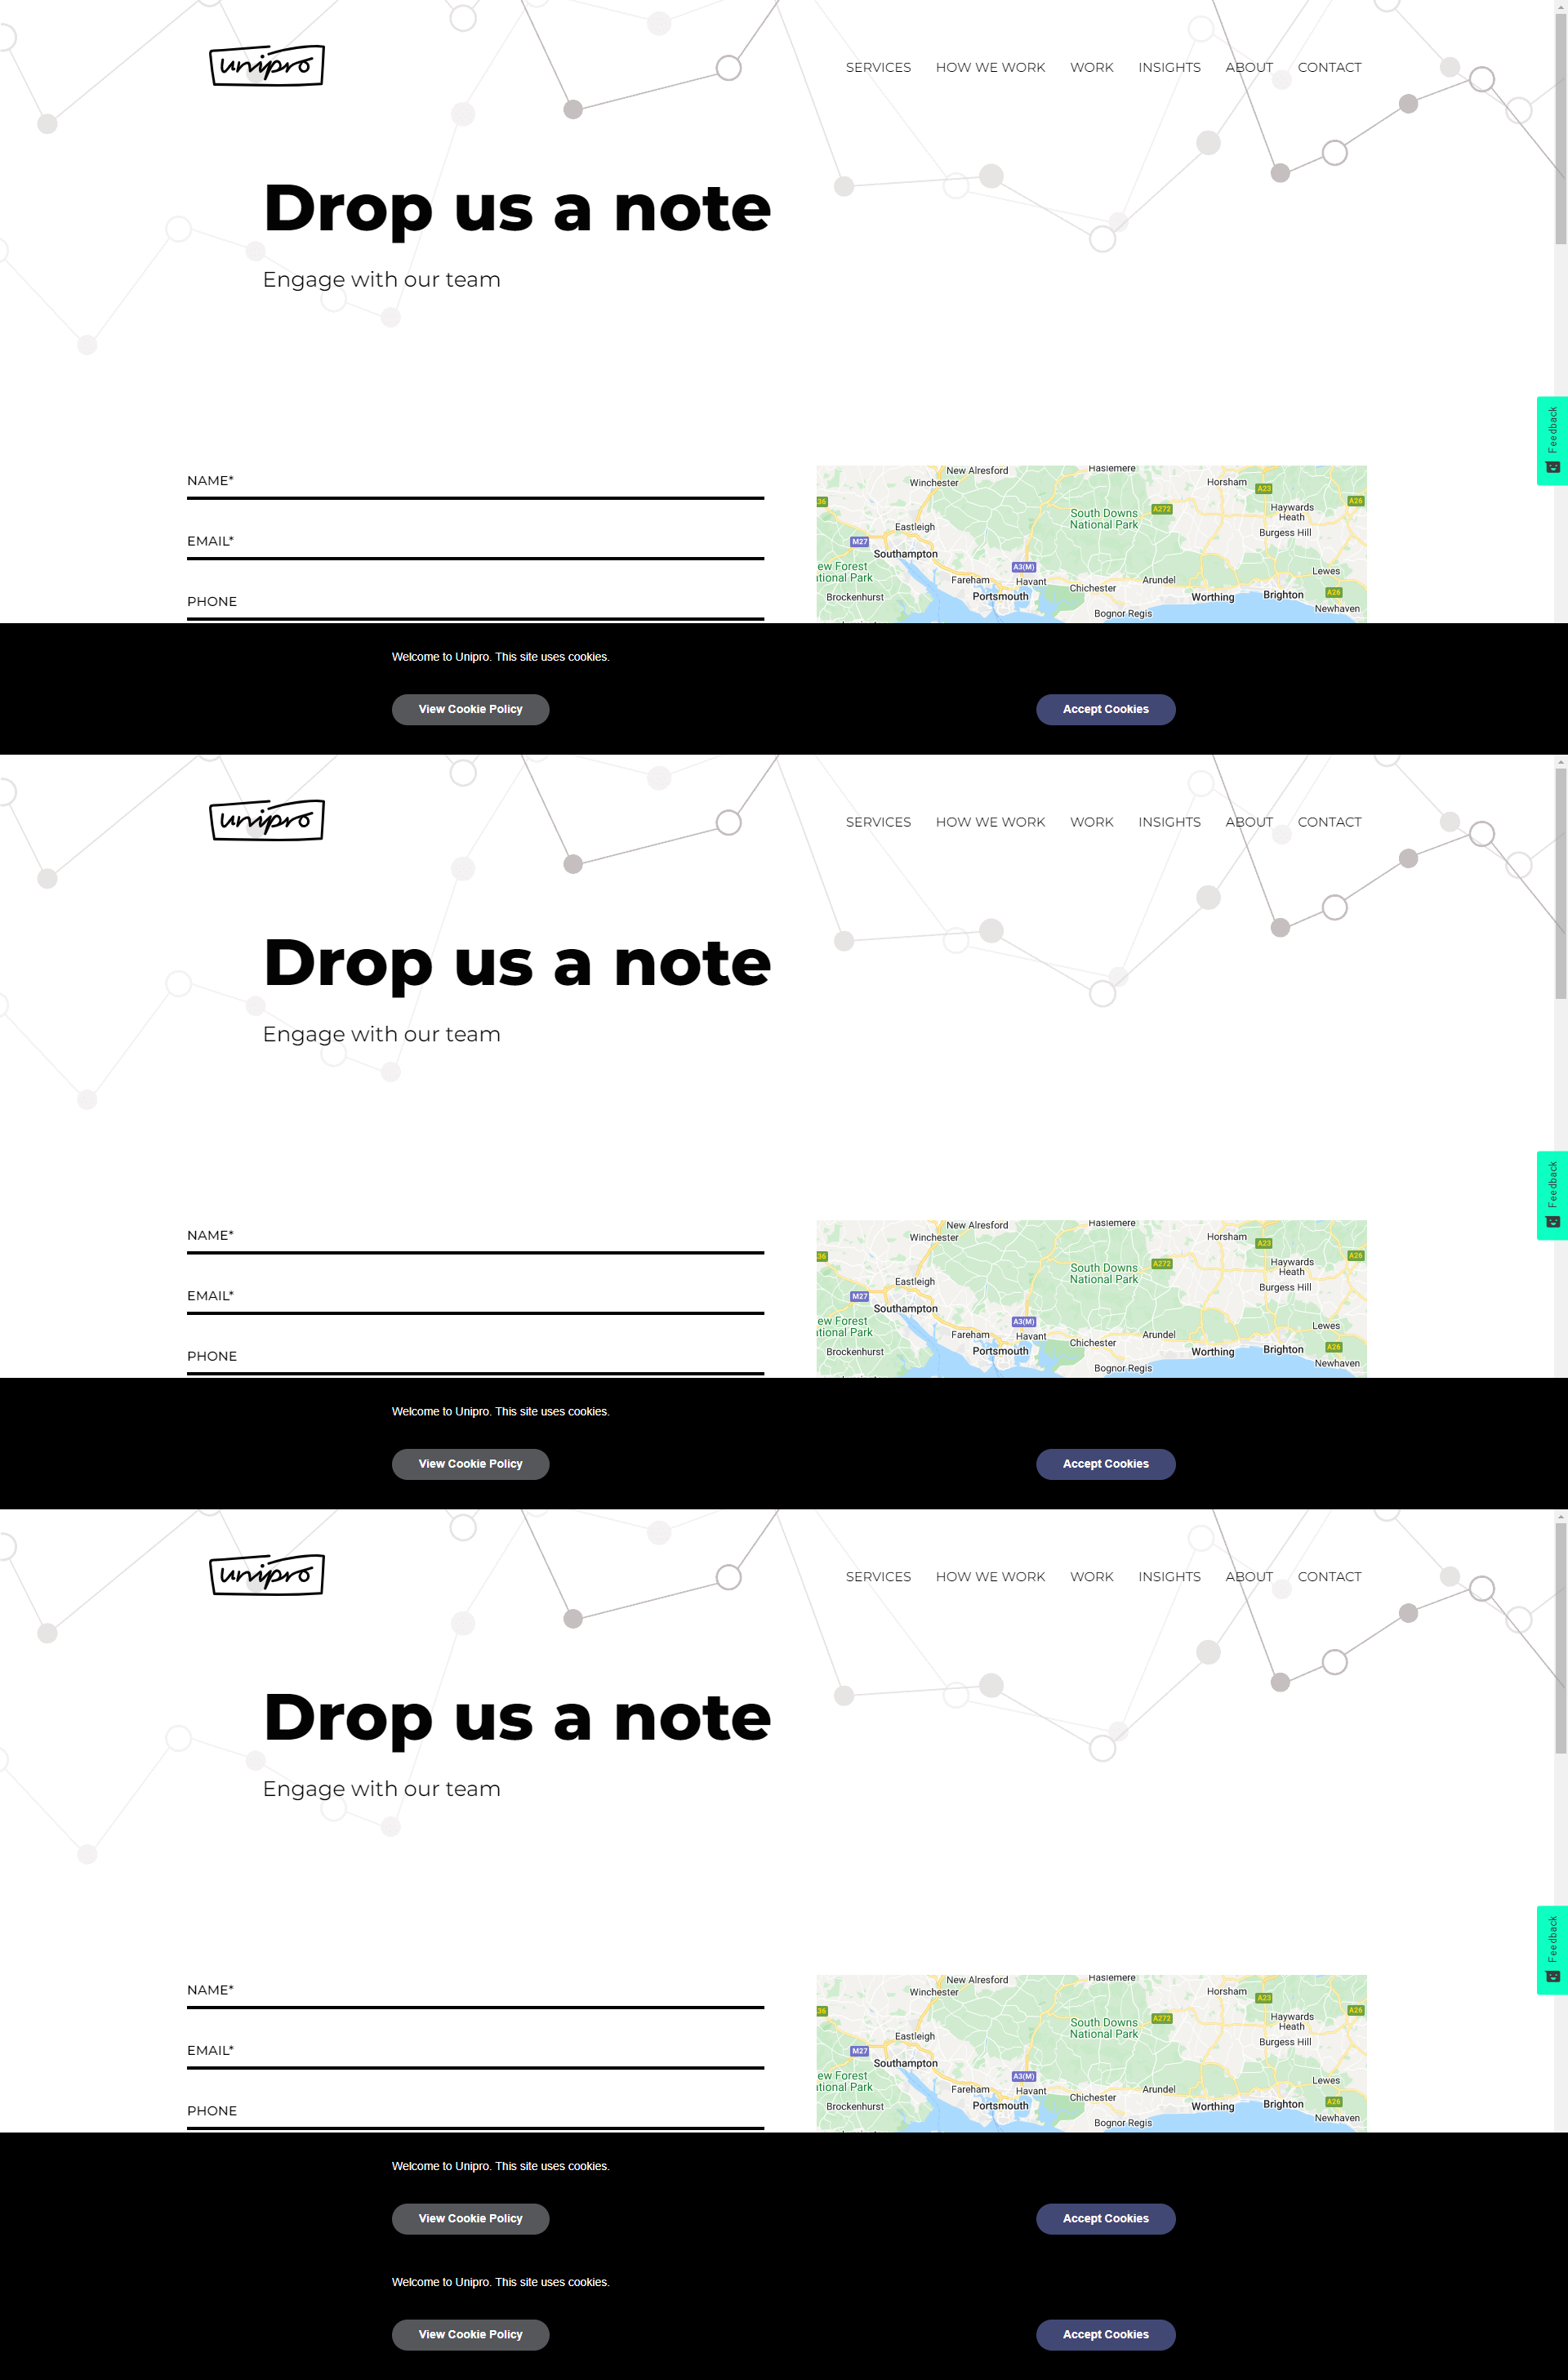 unipro
SERVICES HOW WE WORK WORK INSIGHTS ABOUT CONTACT
Drop us a note
Engage with our team
Feedback
NAME*
EMAIL*
PHONE
New Alresford
Haslemere
Winchester
Horsham
A23
A26
36
South Downs
National Park
A272
Haywards
Heath
Eastleigh
Burgess Hill
M27
Southampton
A3(M)
ew Forest
ational Park
Lewes
Fareham
Havant
Chichester
Arundel
A26
Brockenhurst
Portsmouth
Worthing
Brighton
Bognor Regis
Newhaven
Welcome to Unipro. This site uses cookies.
View Cookie Policy
Accept Cookies
unipro
SERVICES HOW WE WORK WORK INSIGHTS ABOUT CONTACT
Drop us a note
Engage with our team
Feedback
NAME*
EMAIL*
PHONE
New Alresford
Haslemere
Winchester
Horsham
A23
A26
36
South Downs
National Park
A272
Haywards
Heath
Eastleigh
Burgess Hill
M27
Southampton
A3(M)
ew Forest
ational Park
Lewes
Fareham
Havant
Chichester
Arundel
A26
Brockenhurst
Portsmouth
Worthing
Brighton
Bognor Regis
Newhaven
Welcome to Unipro. This site uses cookies.
View Cookie Policy
Accept Cookies
unipro
SERVICES HOW WE WORK WORK INSIGHTS ABOUT CONTACT
Drop us a note
Engage with our team
Feedback
NAME*
EMAIL*
PHONE
New Alresford
Haslemere
Winchester
Horsham
A23
A26
36
South Downs
National Park
A272
Haywards
Heath
Eastleigh
Burgess Hill
M27
Southampton
A3(M)
ew Forest
ational Park
Lewes
Fareham
Havant
Chichester
Arundel
A26
Brockenhurst
Portsmouth
Worthing
Brighton
Bognor Regis
Newhaven
Welcome to Unipro. This site uses cookies.
View Cookie Policy
Accept Cookies
Welcome to Unipro. This site uses cookies.
View Cookie Policy
Accept Cookies